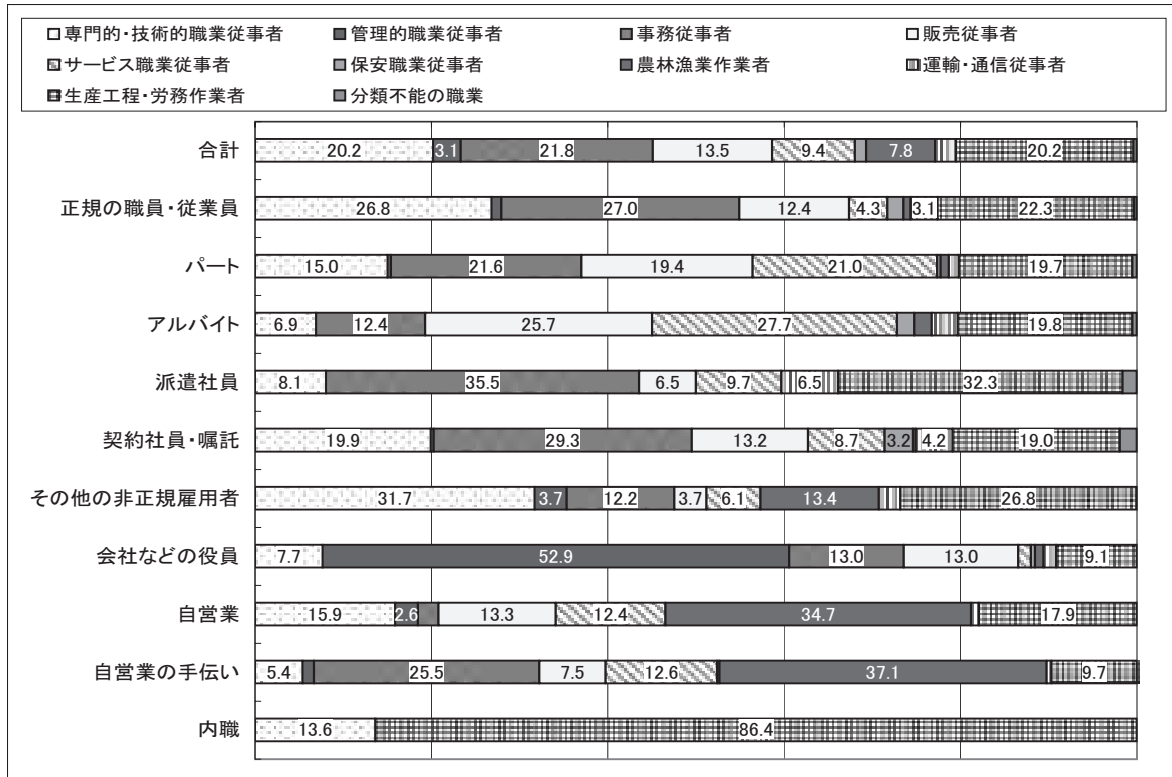 専門的・技術的職業従事者 管理的職業従事者 事務従事者 販売従事者
サービス職業従事者 保安職業従事者 農林漁業作業者 運輸・通信従事者
生産工程・労務作業者 分類不能の職業
合計 20.2 3.1 21.8 13.5 9.4 7.8 20.2
正規の職員・従業員 26.8 27.0 12.4 4.3 3.1 22.3
パート 15.0 21.6 19.4 21.0 19.7
アルバイト 6.9 12.4 25.7 27.7 19.8
派遣社員 8.1 35.5 6.5 9.7 6.5 32.3
契約社員・嘱託 19.9 29.3 13.2 8.7 3.2 4.2 19.0
その他の非正規雇用者 31.7 3.7 12.2 3.7 6.1 13.4 26.8
会社などの役員 7.7 52.9 13.0 13.0 9.1
自営業 15.9 2.6 13.3 12.4 34.7 17.9
自営業の手伝い 5.4 25.5 7.5 12.6 37.1 9.7
内職 13.6 86.4